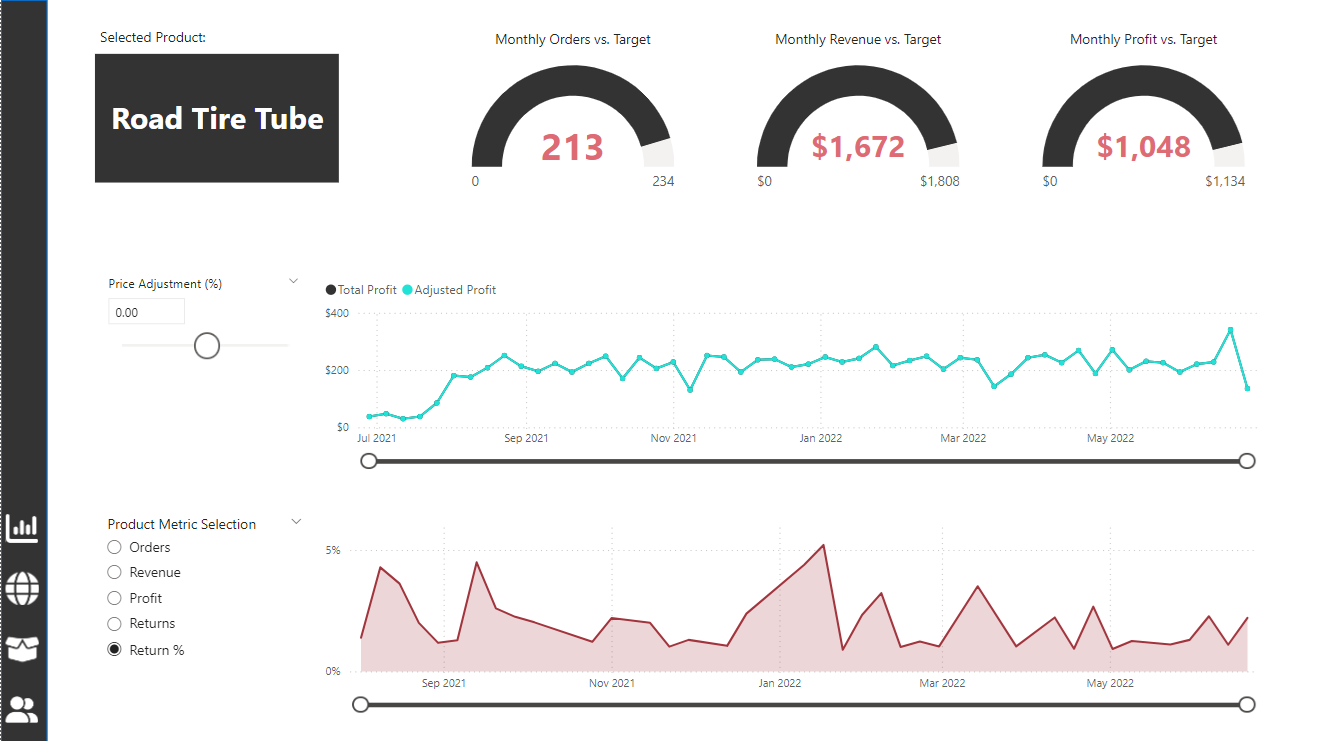 Selected Product:
Road Tire Tube
Monthly Orders vs. Target
213
0
234
Monthly Revenue vs. Target
$1,672
$0
$1,808
Monthly Profit vs. Target
$1,048
$0
$1,134
Price Adjustment (%)
0.00
Total Profit Adjusted Profit
$400
$200
$0
Jul 2021 Sep 2021 Nov 2021 Jan 2022 Mar 2022 May 2022
Product Metric Selection
Orders
Revenue
Profit
Returns
Return %
5%
0%
Sep 2021 Nov 2021 Jan 2022 Mar 2022 May 2022